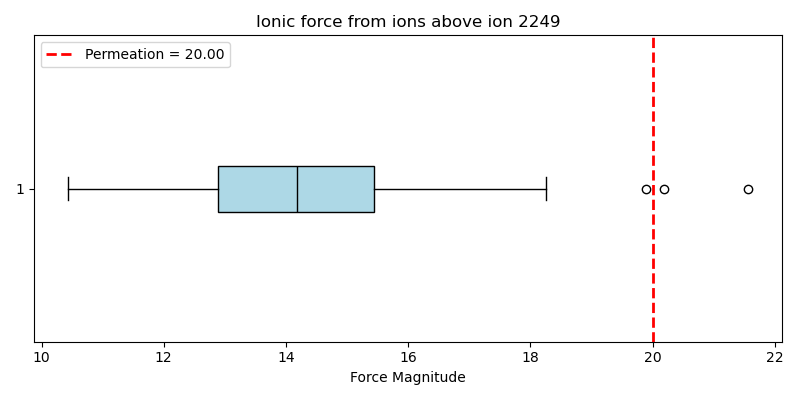 Ionic force from ions above ion 2249
Permeation = 20.00
1
10 12 14 16 18 20 22
Force Magnitude